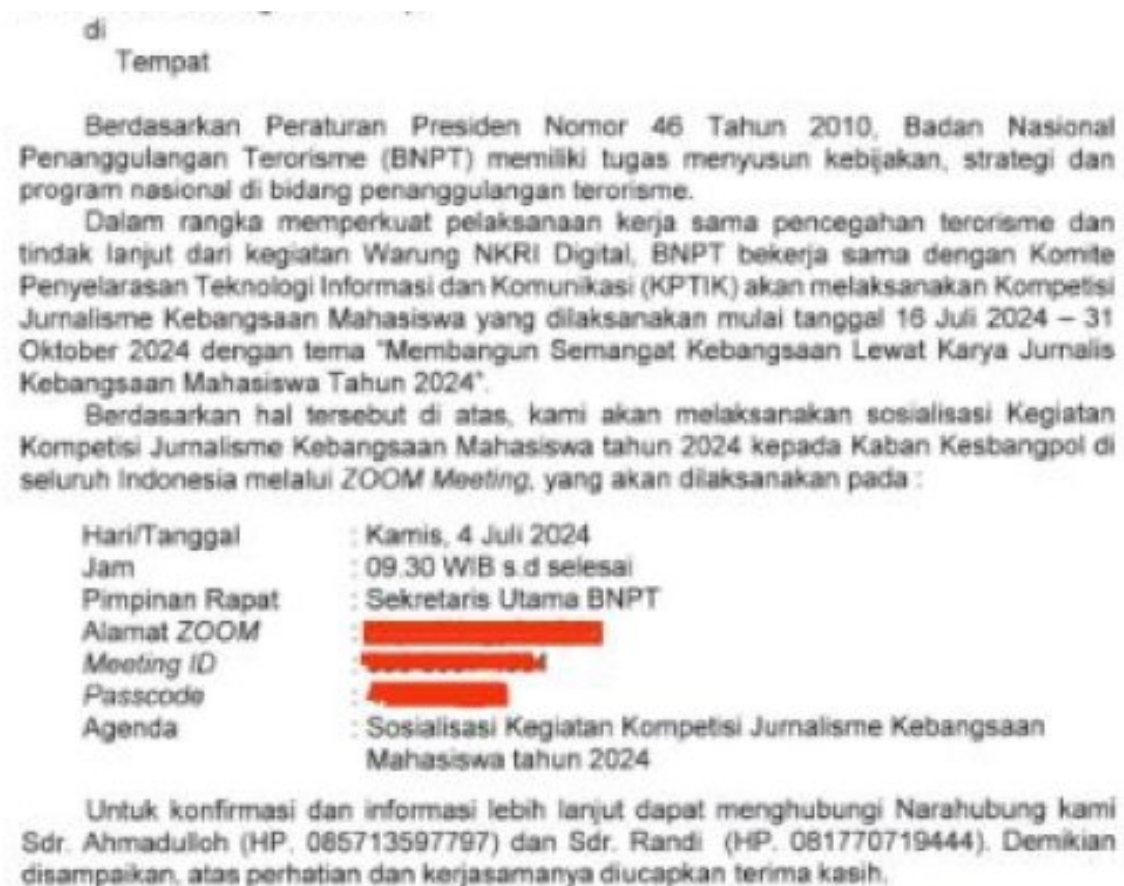 di
Tempat
Berdasarkan Peraturan Presiden Nomor 46 Tahun 2010, Badan Nasional
Penanggulangan Terorisme (BNPT) memiliki tugas menyusun kebijakan, strategi dan
program nasional di bidang penanggulangan terorisme.
Dalam rangka memperkuat pelaksanaan kerja sama pencegahan terorisme dan
tindak lanjut dari kegiatan Warung NKRI Digital, BNPT bekerja sama dengan Komite
Penyelarasan Teknologi Informasi dan Komunikasi (KPTIK) akan melaksanakan Kompetisi
Jurnalisme Kebangsaan Mahasiswa yang dilaksanakan mulai tanggal 16 Juli 2024 – 31
Oktober 2024 dengan tema "Membangun Semangat Kebangsaan Lewat Karya Jurnalis
Kebangsaan Mahasiswa Tahun 2024".
Berdasarkan hal tersebut di atas, kami akan melaksanakan sosialisasi Kegiatan
Kompetisi Jurnalisme Kebangsaan Mahasiswa tahun 2024 kepada Kaban Kesbangpol di
seluruh Indonesia melalui ZOOM Meeting, yang akan dilaksanakan pada :
Hari/Tanggal : Kamis, 4 Juli 2024
Jam : 09.30 WIB s.d selesai
Pimpinan Rapat : Sekretaris Utama BNPT
Alamat ZOOM :
Meeting ID :
Passcode :
Agenda : Sosialisasi Kegiatan Kompetisi Jurnalisme Kebangsaan
Mahasiswa tahun 2024
Untuk konfirmasi dan informasi lebih lanjut dapat menghubungi Narahubung kami
Sdr. Ahmadulloh (HP. 085713597797) dan Sdr. Randi (HP. 081770719444). Demikian
disampaikan, atas perhatian dan kerjasamanya diucapkan terima kasih.